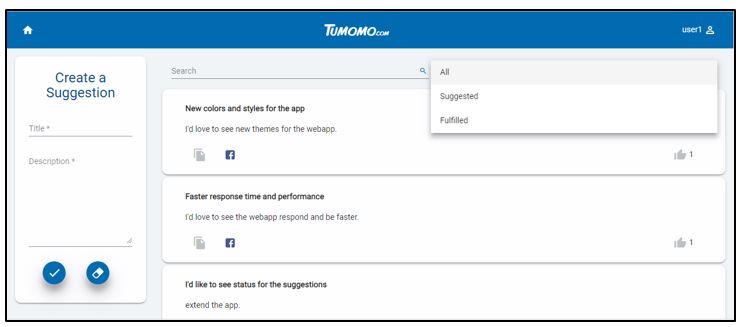 TUMOMO.COM
user1
Create a
Suggestion
Title *
Description *
Search
All
Suggested
Fulfilled
New colors and styles for the app
I'd love to see new themes for the webapp.
1
Faster response time and performance
I'd love to see the webapp respond and be faster.
1
I'd like to see status for the suggestions
extend the app.